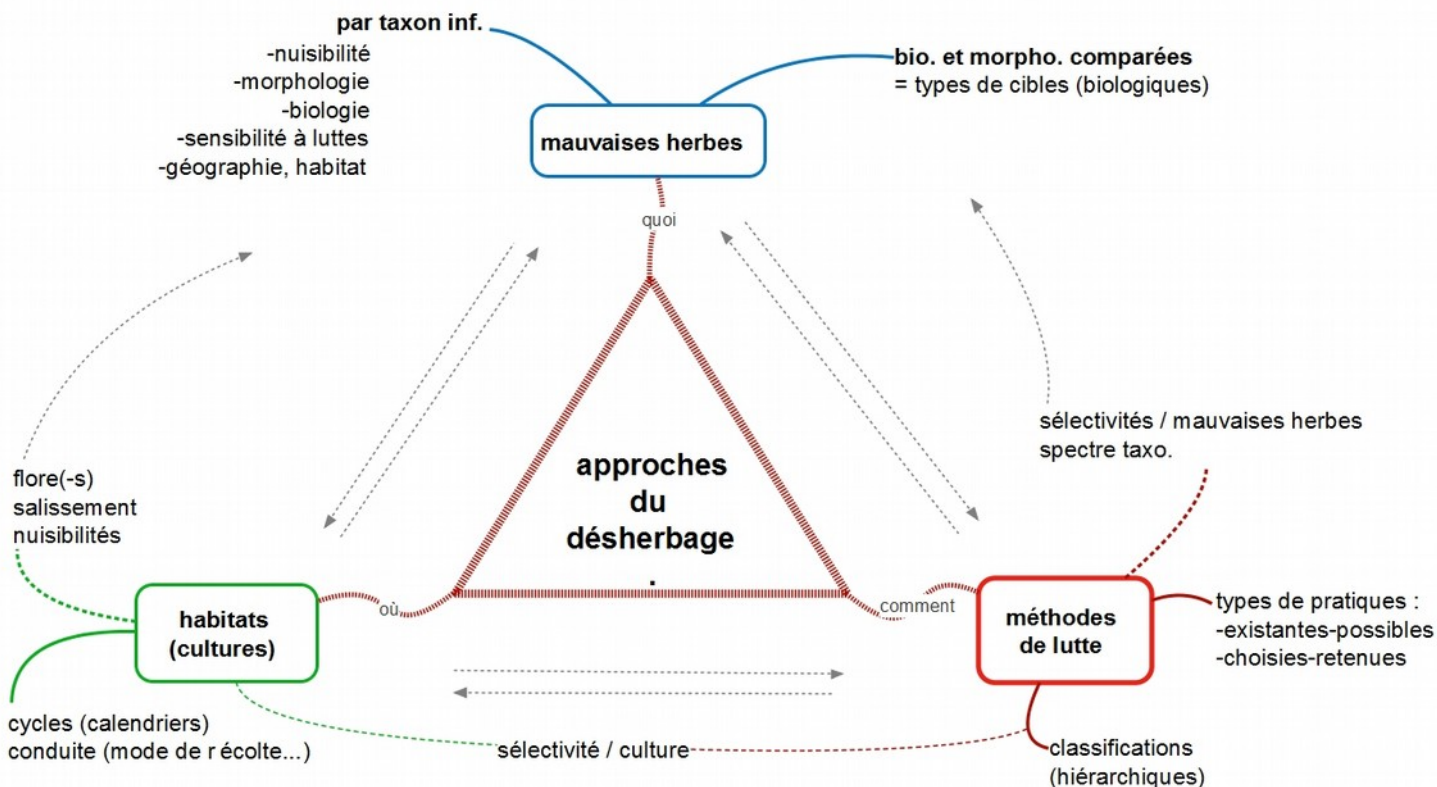 par taxon inf.
-nuisibilité
-morphologie
-biologie
-sensibilité à luttes
-géographie, habitat
bio. et morpho. comparées
= types de cibles (biologiques)
mauvaises herbes
quoi
sélectivités / mauvaises herbes
spectre taxo.
approches
du
désherbage
.
flore(-s)
salissement
nuisibilités
habitats
(cultures)
où
comment
méthodes
de lutte
types de pratiques :
-existantes-possibles
-choisies-retenues
cycles (calendriers)
conduite (mode de récolte...)
sélectivité / culture
classifications
(hiérarchiques)